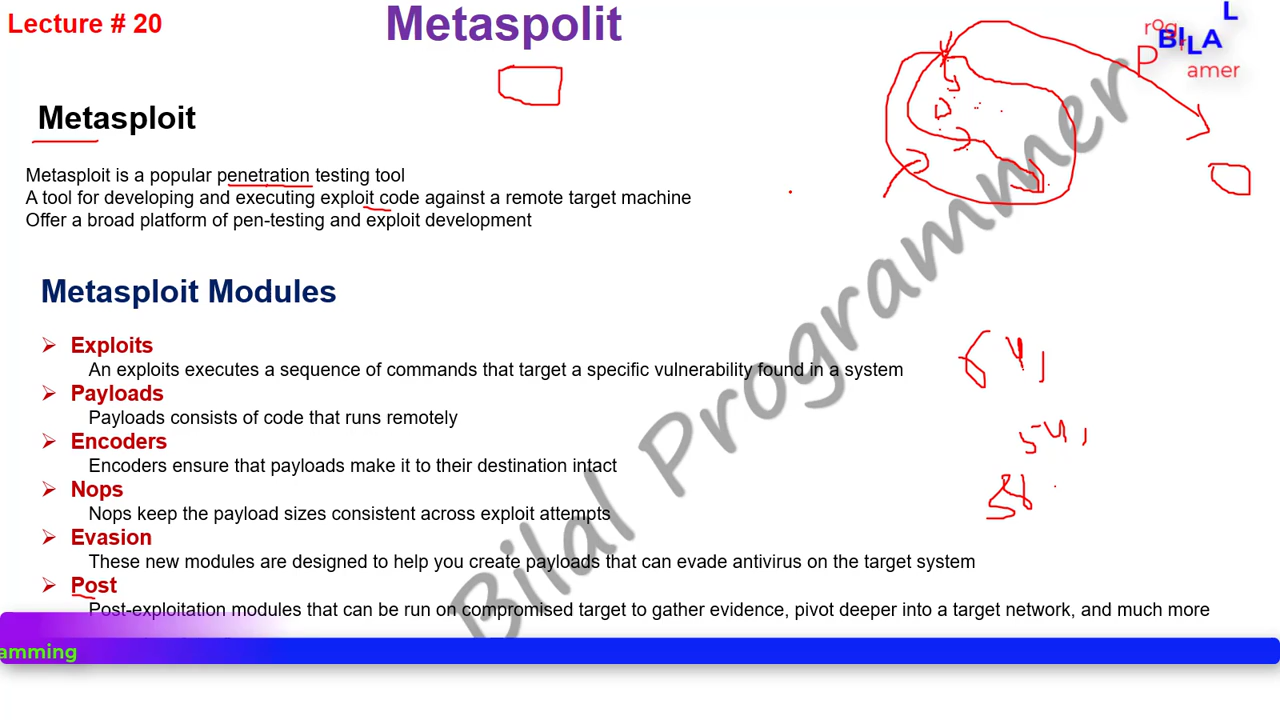 Lecture # 20
Metaspolit
Metasploit
Metasploit is a popular penetration testing tool
A tool for developing and executing exploit code against a remote target machine
Offer a broad platform of pen-testing and exploit development
Metasploit Modules
Exploits
An exploits executes a sequence of commands that target a specific vulnerability found in a system
Payloads
Payloads consists of code that runs remotely
Encoders
Encoders ensure that payloads make it to their destination intact
Nops
Nops keep the payload sizes consistent across exploit attempts
Evasion
These new modules are designed to help you create payloads that can evade antivirus on the target system
Post
Post-exploitation modules that can be run on compromised target to gather evidence, pivot deeper into a target network, and much more
Bilal Programmer
BILAL
Programer
amming